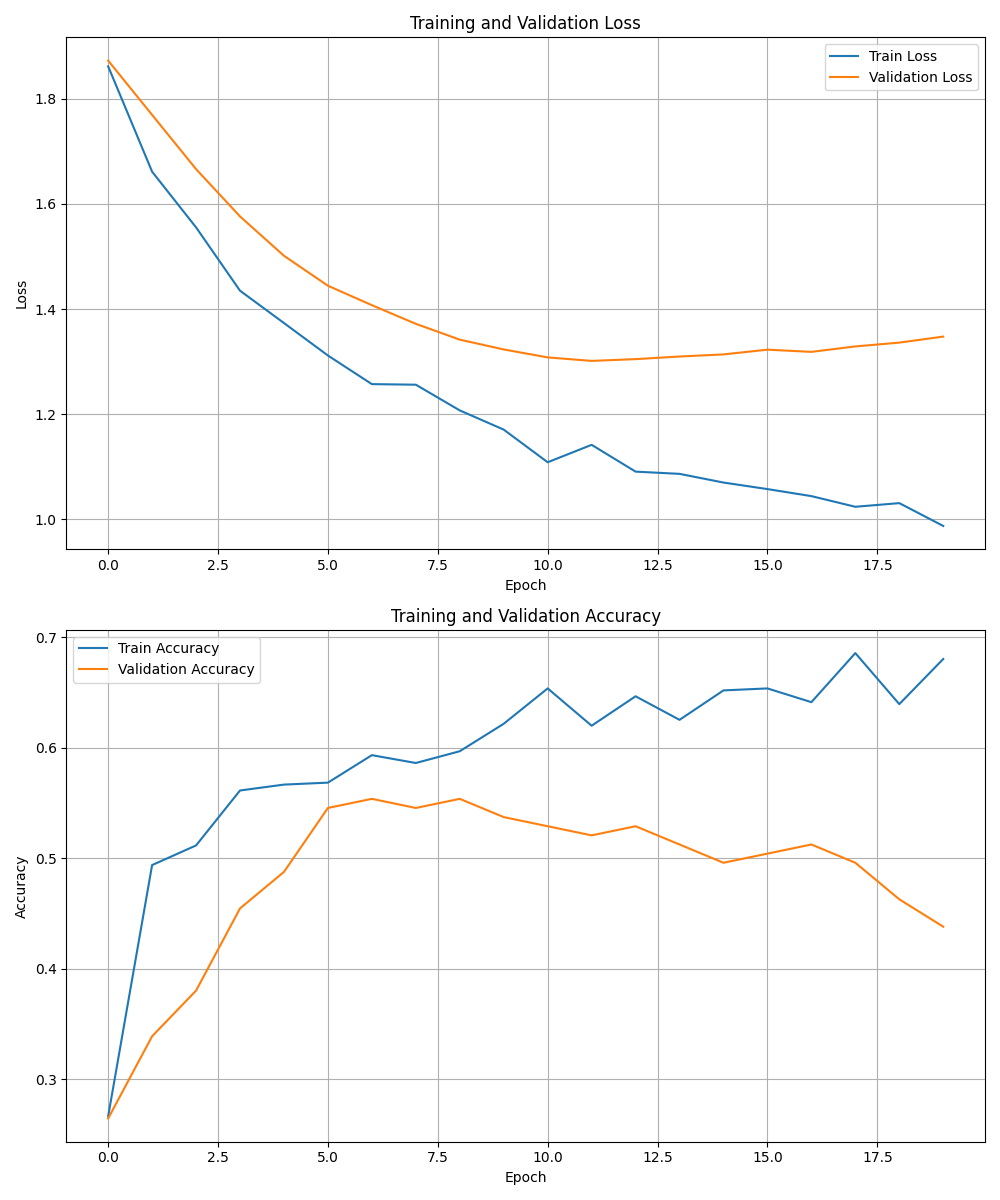 Training and Validation Loss
Train Loss
Validation Loss
1.8
1.6
1.4
1.2
1.0
Loss
0.0 2.5 5.0 7.5 10.0 12.5 15.0 17.5
Epoch
Training and Validation Accuracy
Train Accuracy
Validation Accuracy
0.7
0.6
0.5
0.4
0.3
Accuracy
0.0 2.5 5.0 7.5 10.0 12.5 15.0 17.5
Epoch